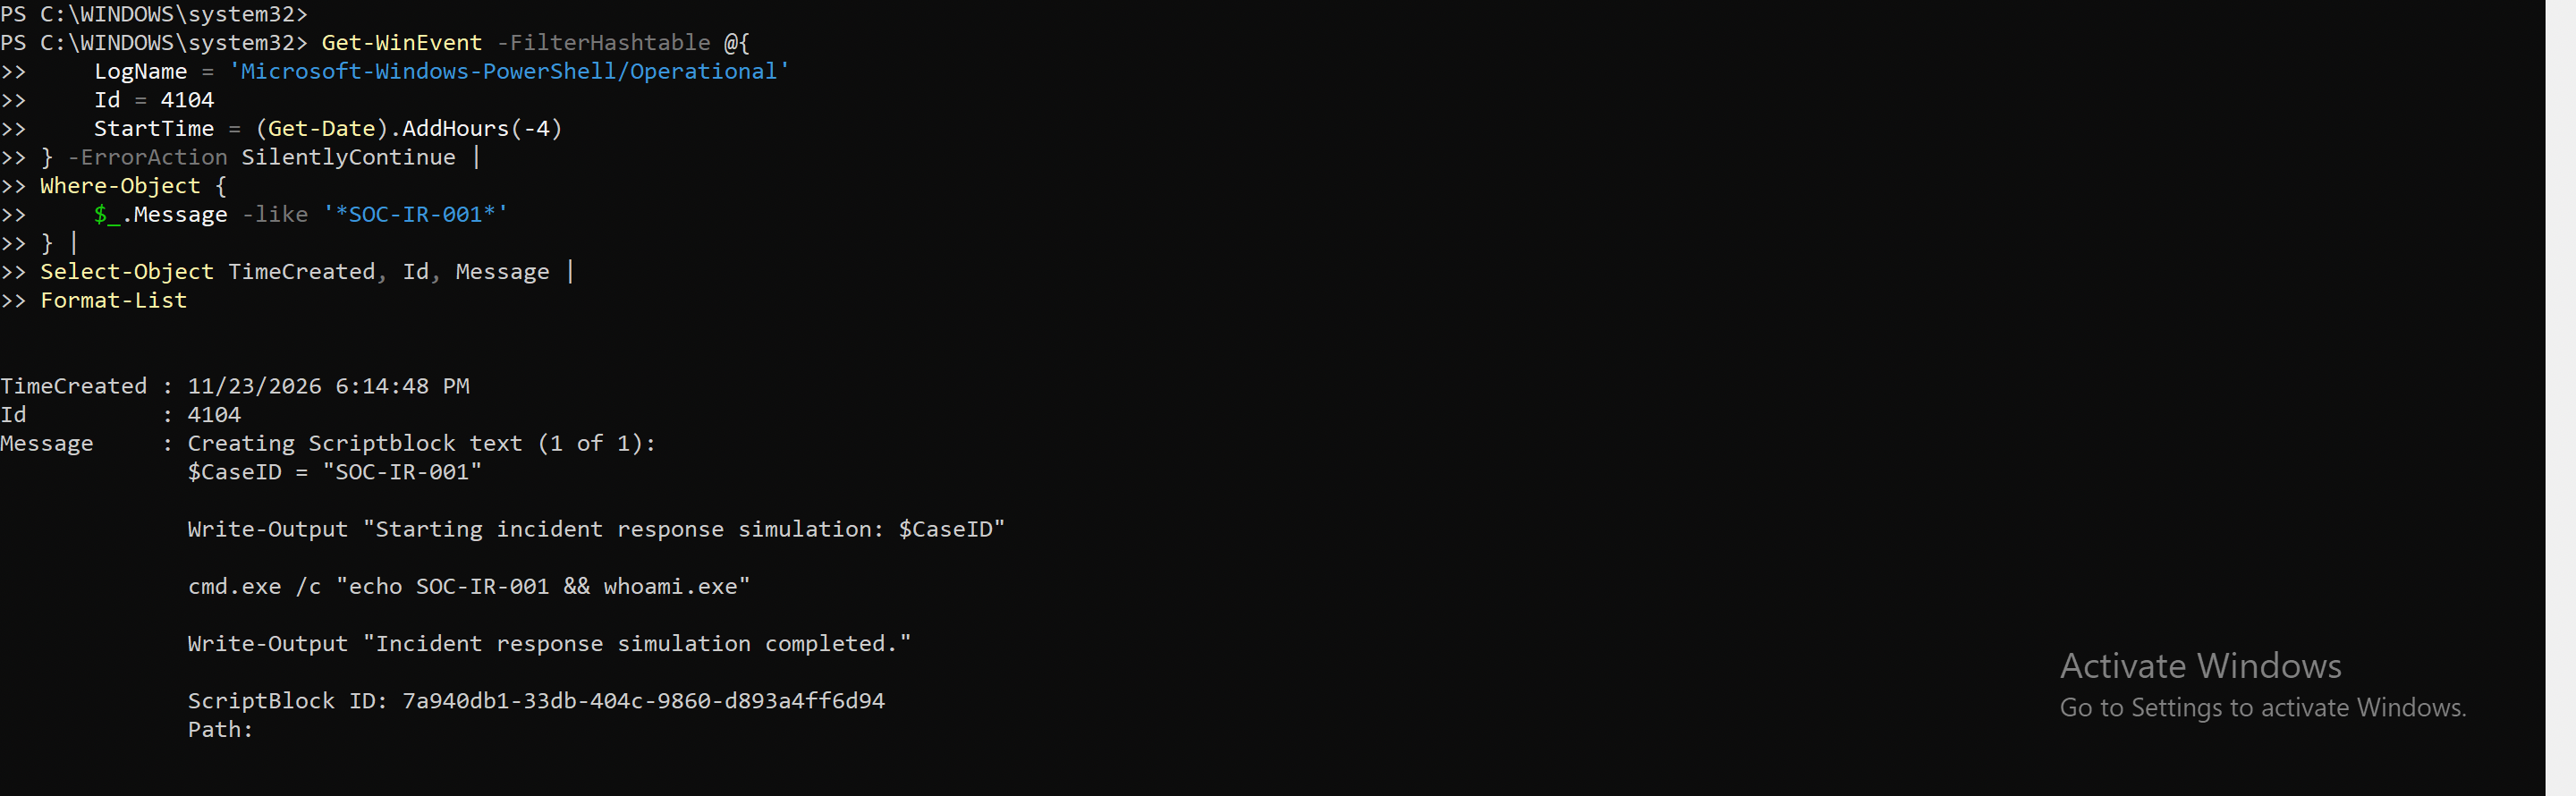 PS C:\WINDOWS\system32>
PS C:\WINDOWS\system32> Get-WinEvent -FilterHashtable @{
>>     LogName = 'Microsoft-Windows-PowerShell/Operational'
>>     Id = 4104
>>     StartTime = (Get-Date).AddHours(-4)
>> } -ErrorAction SilentlyContinue |
>> Where-Object {
>>     $_.Message -like '*SOC-IR-001*'
>> } |
>> Select-Object TimeCreated, Id, Message |
>> Format-List
TimeCreated : 11/23/2026 6:14:48 PM
Id          : 4104
Message     : Creating Scriptblock text (1 of 1):
              $CaseID = "SOC-IR-001"
              Write-Output "Starting incident response simulation: $CaseID"
              cmd.exe /c "echo SOC-IR-001 && whoami.exe"
              Write-Output "Incident response simulation completed."
              ScriptBlock ID: 7a940db1-33db-404c-9860-d893a4ff6d94
              Path:
Activate Windows
Go to Settings to activate Windows.